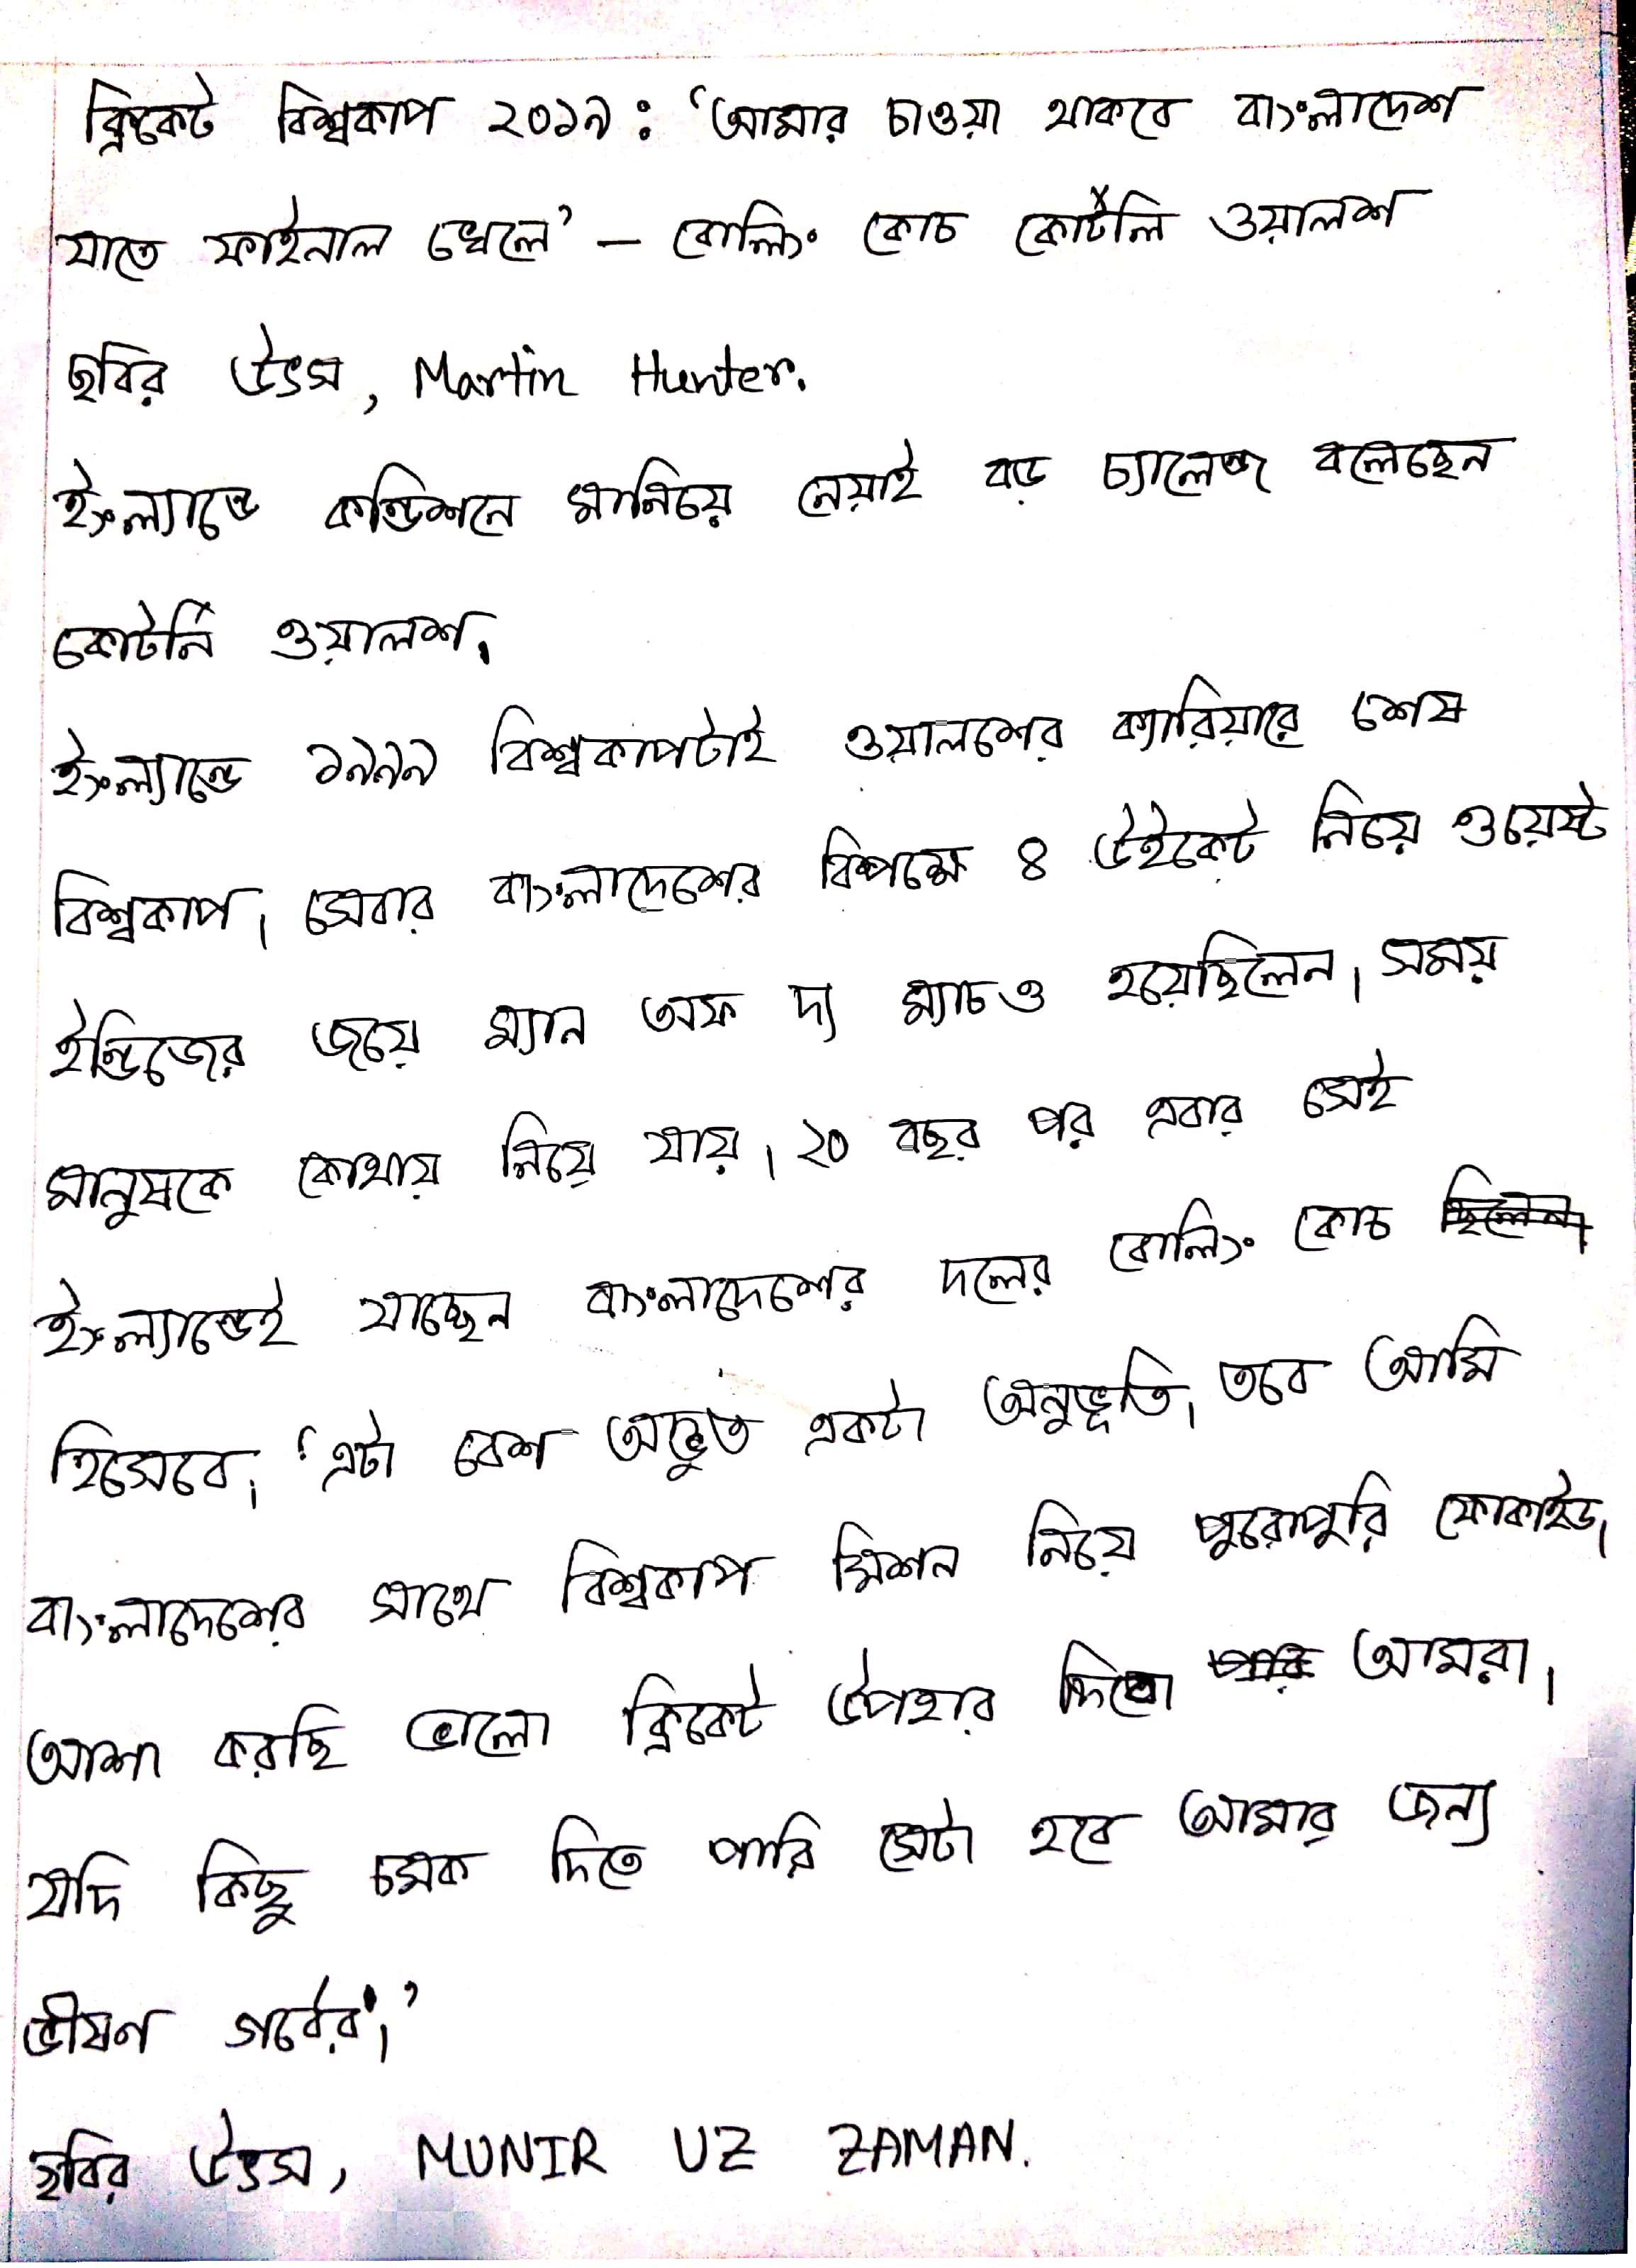 ক্রিকেট বিশ্বকাপ ২০১৯: 'আমার চাওয়া থাকবে বাংলাদেশ
যাতে ফাইনাল খেলে' - বোলিং কোচ কোর্টলি ওয়ালশ
ছবির উৎস, Martin Hunter.
ইংল্যান্ডে কন্ডিশনে মানিয়ে নেয়াই বড় চ্যালেঞ্জ বলেছেন
কোর্টনি ওয়ালশ।
ইংল্যান্ডে ১৯৯৯ বিশ্বকাপটাই ওয়ালশের ক্যারিয়ারে শেষ
বিশ্বকাপ। সেবার বাংলাদেশের বিপক্ষে ৪ উইকেট নিয়ে ওয়েষ্ট
ইন্ডিজের জয়ে ম্যান অফ দ্য ম্যাচও হয়েছিলেন। সময়
মানুষকে কোথায় নিয়ে যায়। ২০ বছর পর এবার সেই
ইংল্যান্ডেই যাচ্ছেন বাংলাদেশের দলের বোলিং কোচ
হিসেবে। 'এটা বেশ অদ্ভুত একটা অনুভূতি। তবে আমি
বাংলাদেশের সাথে বিশ্বকাপ মিশন নিয়ে পুরোপুরি ফোকাইড।
আশা করছি ভালো ক্রিকেট উপহার দিবো আমরা।
যদি কিছু চমক দিতে পারি সেটা হবে আমার জন্য
ভীষণ গর্বের।'
ছবির উৎস, MUNIR UZ ZAMAN.